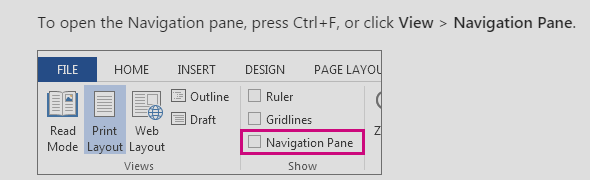 To open the Navigation pane, press Ctrl+F, or click View > Navigation Pane.
FILE HOME INSERT DESIGN PAGE LAYOU
Read Mode
Print Layout
Web Layout
Outline
Draft
Views
Ruler
Gridlines
Navigation Pane
Show
Z